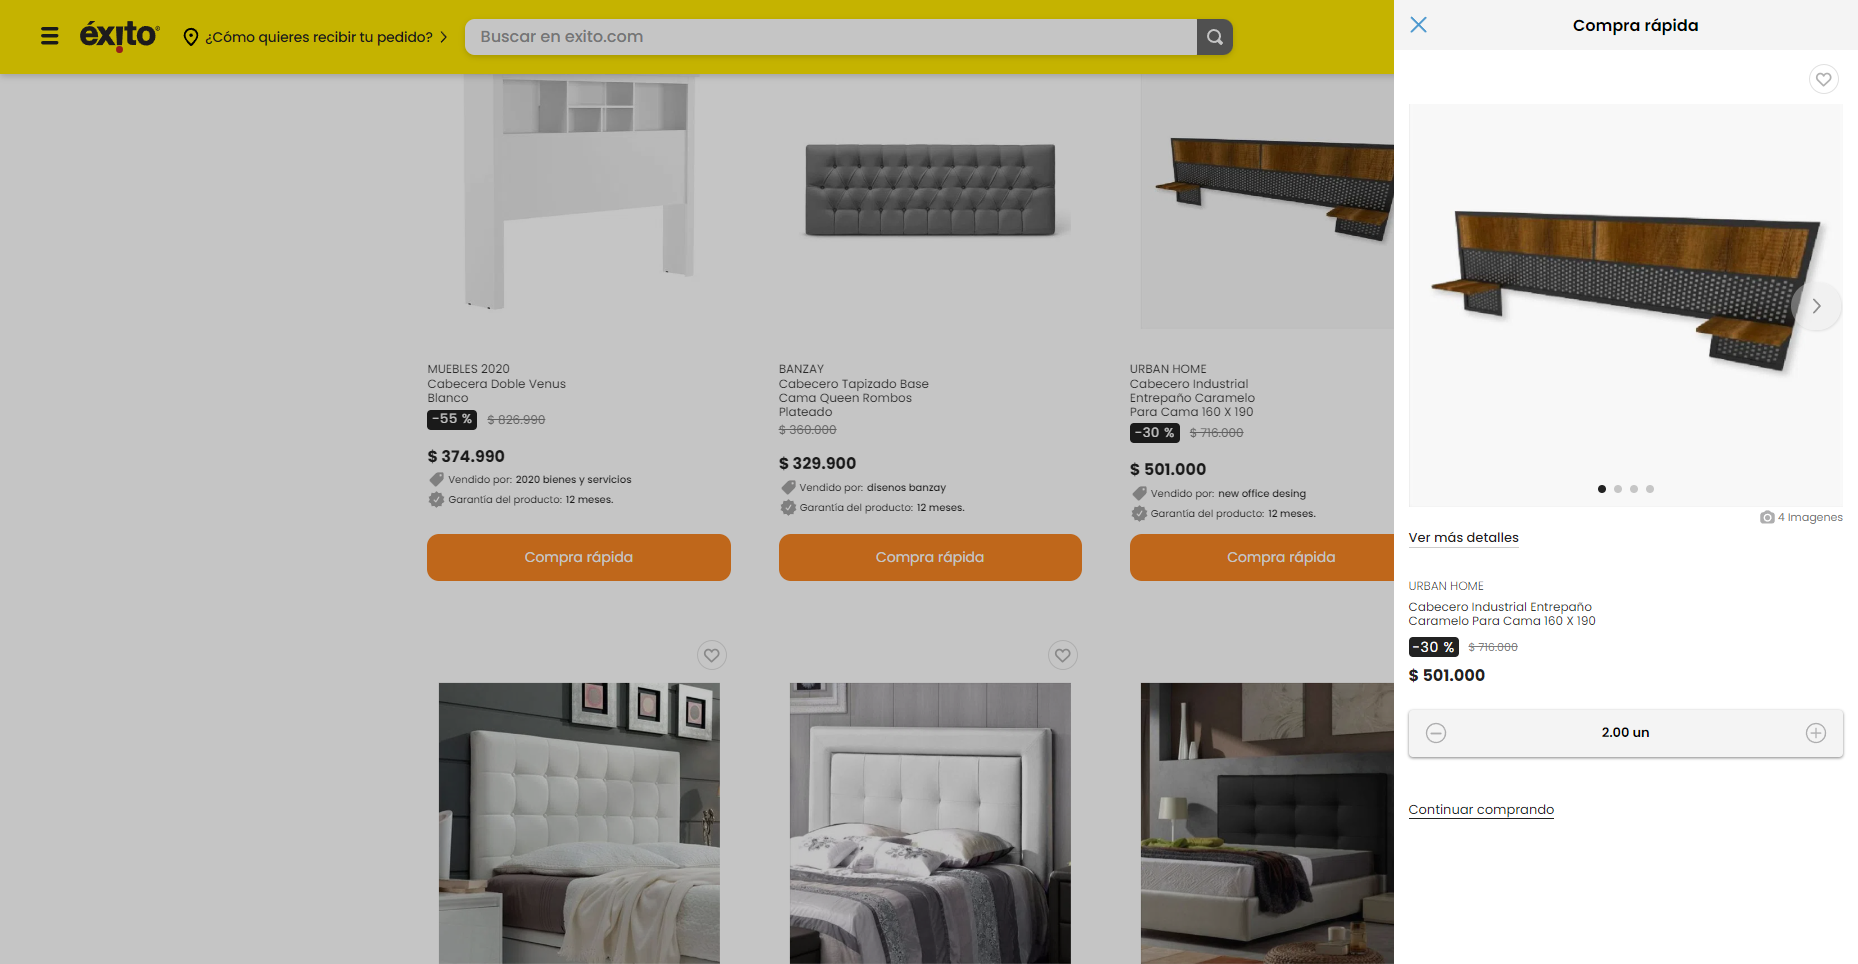 éxito
¿Cómo quieres recibir tu pedido?
Buscar en exito.com
MUEBLES 2020
Cabecera Doble Venus
Blanco
-55 % $ 826.990
$ 374.990
Vendido por: 2020 bienes y servicios
Garantía del producto: 12 meses.
Compra rápida
BANZAY
Cabecero Tapizado Base
Cama Queen Rombos
Plateado
$ 360.000
$ 329.900
Vendido por: disenos banzay
Garantía del producto: 12 meses.
Compra rápida
URBAN HOME
Cabecero Industrial
Entrepaño Caramelo
Para Cama 160 X 190
-30 % $ 716.000
$ 501.000
Vendido por: new office desing
Garantía del producto: 12 meses.
Compra rápida
Compra rápida
4 Imagenes
Ver más detalles
URBAN HOME
Cabecero Industrial Entrepaño
Caramelo Para Cama 160 X 190
-30 % $ 716.000
$ 501.000
2.00 un
Continuar comprando